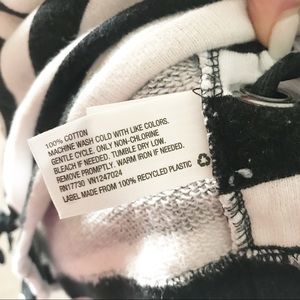 100% COTTON
MACHINE WASH COLD WITH LIKE COLORS.
GENTLE CYCLE. ONLY NON-CHLORINE
BLEACH IF NEEDED. TUMBLE DRY LOW.
REMOVE PROMPTLY. WARM IRON IF NEEDED.
RN17730 VN1247024
LABEL MADE FROM 100% RECYCLED PLASTIC